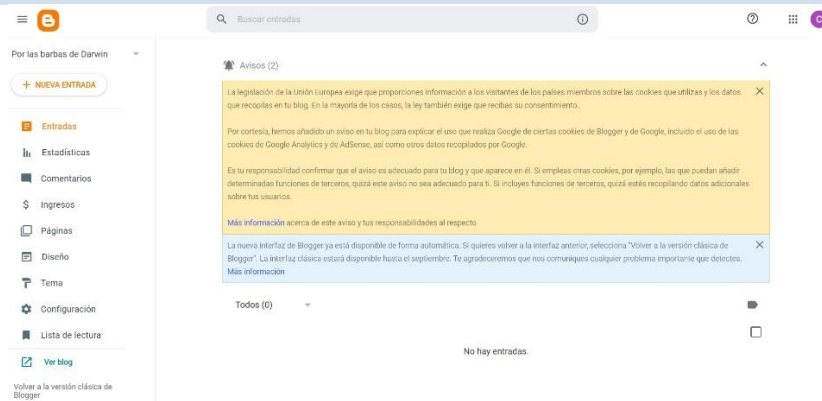 Buscar entradas
C
Por las barbas de Darwin
+ NUEVA ENTRADA
Entradas
Estadísticas
Comentarios
$ Ingresos
Páginas
Diseño
Tema
Configuración
Lista de lectura
Ver blog
Volver a la versión clásica de
Blogger
Avisos (2)
La legislación de la Unión Europea exige que proporciones información a los visitantes de los países miembros sobre las cookies que utilizas y los datos
que recopilas en tu blog. En la mayoría de los casos, la ley también exige que recibas su consentimiento.
Por cortesía, hemos añadido un aviso en tu blog para explicar el uso que realiza Google de ciertas cookies de Blogger y de Google, incluido el uso de las
cookies de Google Analytics y de AdSense, así como otros datos recopilados por Google.
Es tu responsabilidad confirmar que el aviso es adecuado para tu blog y que aparece en él. Si empleas otras cookies, por ejemplo, las que puedan añadir
determinadas funciones de terceros, quizá este aviso no sea adecuado para ti. Si incluyes funciones de terceros, quizá estés recopilando datos adicionales
sobre tus usuarios.
Más información acerca de este aviso y tus responsabilidades al respecto
La nueva interfaz de Blogger ya está disponible de forma automática. Si quieres volver a la interfaz anterior, selecciona "Volver a la versión clásica de
Blogger". La interfaz clásica estará disponible hasta el septiembre. Te agradeceremos que nos comuniques cualquier problema importante que detectes.
Más información
Todos (0)
No hay entradas.